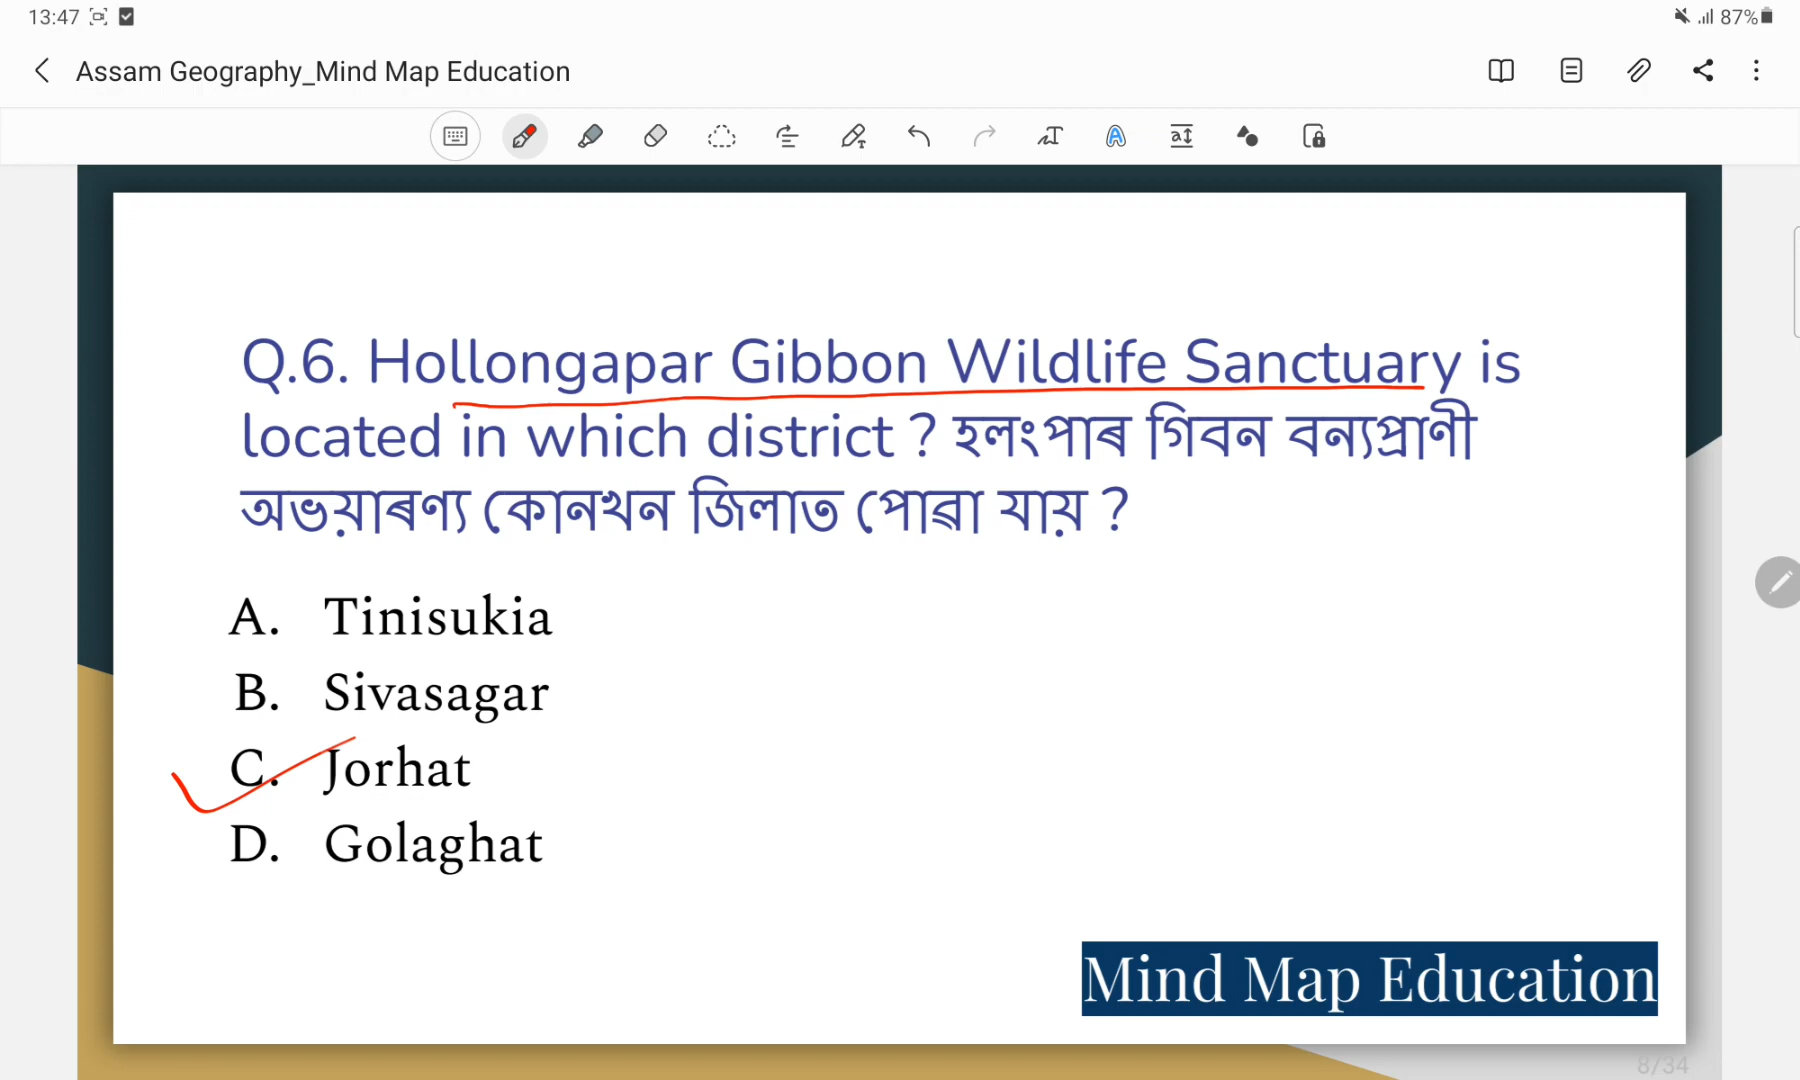 13:47
87%
Assam Geography_Mind Map Education
Q.6. Hollongapar Gibbon Wildlife Sanctuary is
located in which district ? হলংপাৰ গিবন বন্যপ্ৰাণী
অভয়াৰণ্য কোনখন জিলাত পোৱা যায় ?
A. Tinisukia
B. Sivasagar
C. Jorhat
D. Golaghat
Mind Map Education
8/34